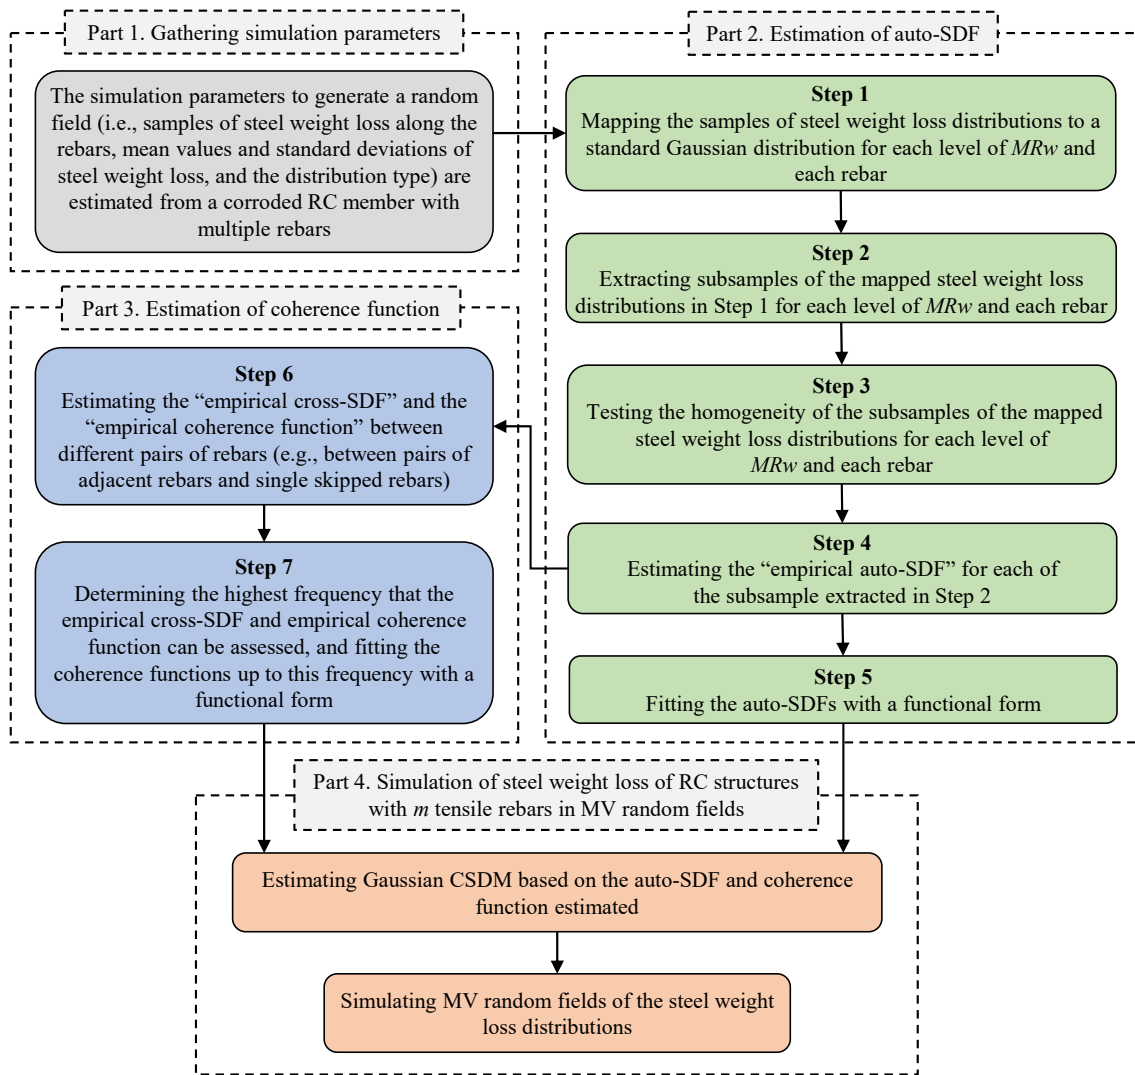 Part 1. Gathering simulation parameters
The simulation parameters to generate a random
field (i.e., samples of steel weight loss along the
rebars, mean values and standard deviations of
steel weight loss, and the distribution type) are
estimated from a corroded RC member with
multiple rebars
Part 2. Estimation of auto-SDF
Step 1
Mapping the samples of steel weight loss distributions to a
standard Gaussian distribution for each level of MRw and
each rebar
Step 2
Extracting subsamples of the mapped steel weight loss
distributions in Step 1 for each level of MRw and each rebar
Step 3
Testing the homogeneity of the subsamples of the mapped
steel weight loss distributions for each level of
MRw and each rebar
Step 4
Estimating the “empirical auto-SDF” for each of
the subsample extracted in Step 2
Step 5
Fitting the auto-SDFs with a functional form
Part 3. Estimation of coherence function
Step 6
Estimating the “empirical cross-SDF” and the
“empirical coherence function” between
different pairs of rebars (e.g., between pairs of
adjacent rebars and single skipped rebars)
Step 7
Determining the highest frequency that the
empirical cross-SDF and empirical coherence
function can be assessed, and fitting the
coherence functions up to this frequency with a
functional form
Part 4. Simulation of steel weight loss of RC structures
with m tensile rebars in MV random fields
Estimating Gaussian CSDM based on the auto-SDF and coherence
function estimated
Simulating MV random fields of the steel weight
loss distributions